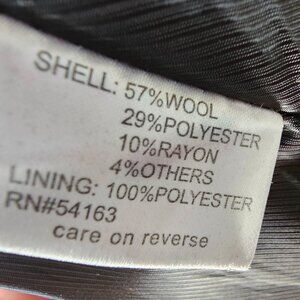 SHELL: 57%WOOL
29%POLYESTER
10%RAYON
4%OTHERS
LINING: 100%POLYESTER
RN#54163
care on reverse